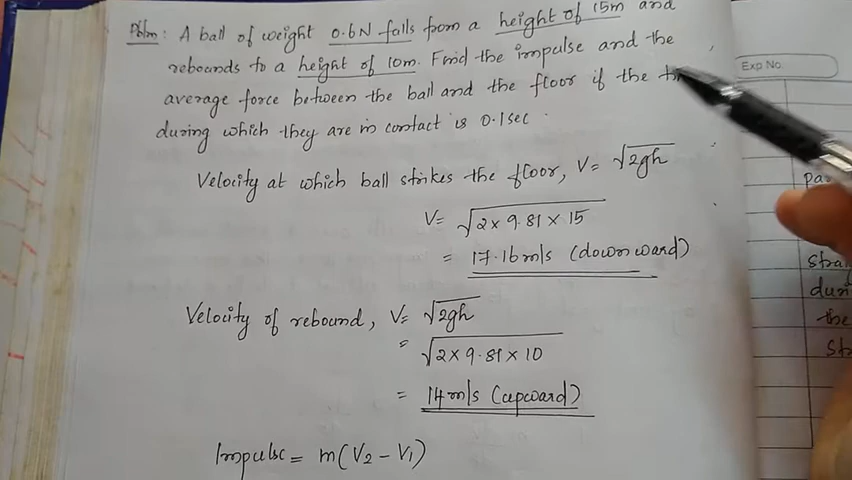 Pblm : A ball of weight 0.6N falls from a height of 15m and
rebounds to a height of 10m. Find the impulse and the
average force between the ball and the floor if the
during which they are in contact is 0.1sec.
Velocity at which ball strikes the floor, V= √2gh
V= √2 x 9.81 x 15
= 17.16m/s (downward)
Velocity of rebound, V= √2gh
= √2 x 9.81 x 10
= 14m/s (upward)
Impulse = m(V2 - V1)
Exp No.